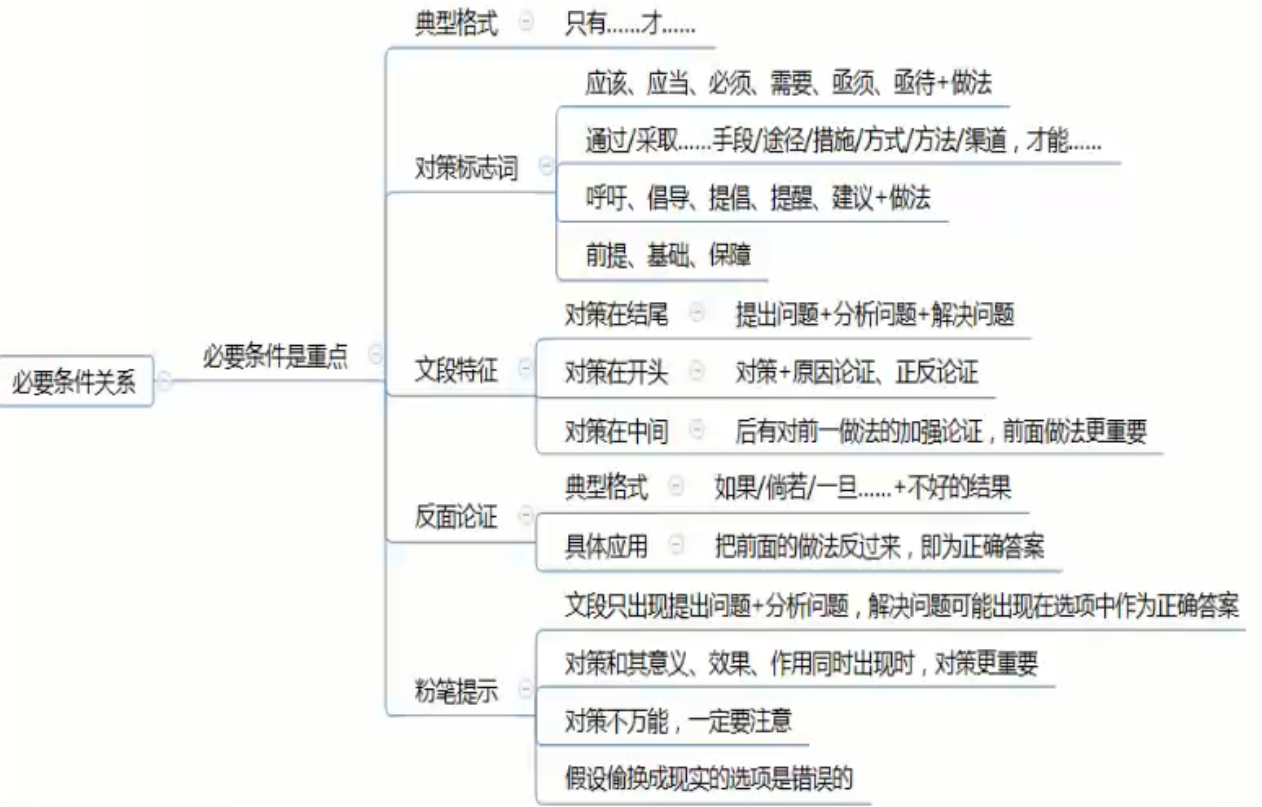 必要条件关系
必要条件是重点
典型格式 只有……才……
对策标志词
应该、应当、必须、需要、亟须、亟待+做法
通过/采取……手段/途径/措施/方式/方法/渠道，才能……
呼吁、倡导、提倡、提醒、建议+做法
前提、基础、保障
文段特征
对策在结尾 提出问题+分析问题+解决问题
对策在开头 对策+原因论证、正反论证
对策在中间 后有对前一做法的加强论证，前面做法更重要
反面论证
典型格式 如果/倘若/一旦……+不好的结果
具体应用 把前面的做法反过来，即为正确答案
粉笔提示
文段只出现提出问题+分析问题，解决问题可能出现在选项中作为正确答案
对策和其意义、效果、作用同时出现时，对策更重要
对策不万能，一定要注意
假设偷换成现实的选项是错误的